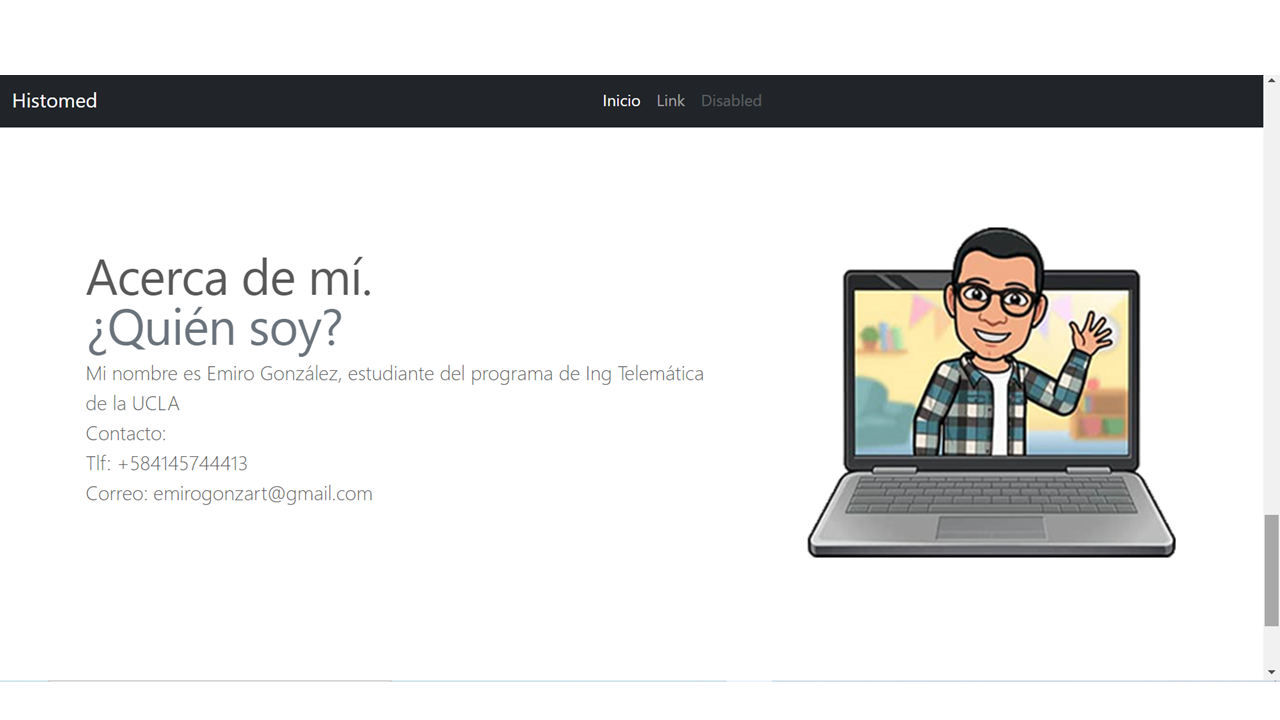 Histomed
Inicio Link Disabled
Acerca de mí.
¿Quién soy?
Mi nombre es Emiro González, estudiante del programa de Ing Telemática
de la UCLA
Contacto:
Tlf: +584145744413
Correo: emirogonzart@gmail.com